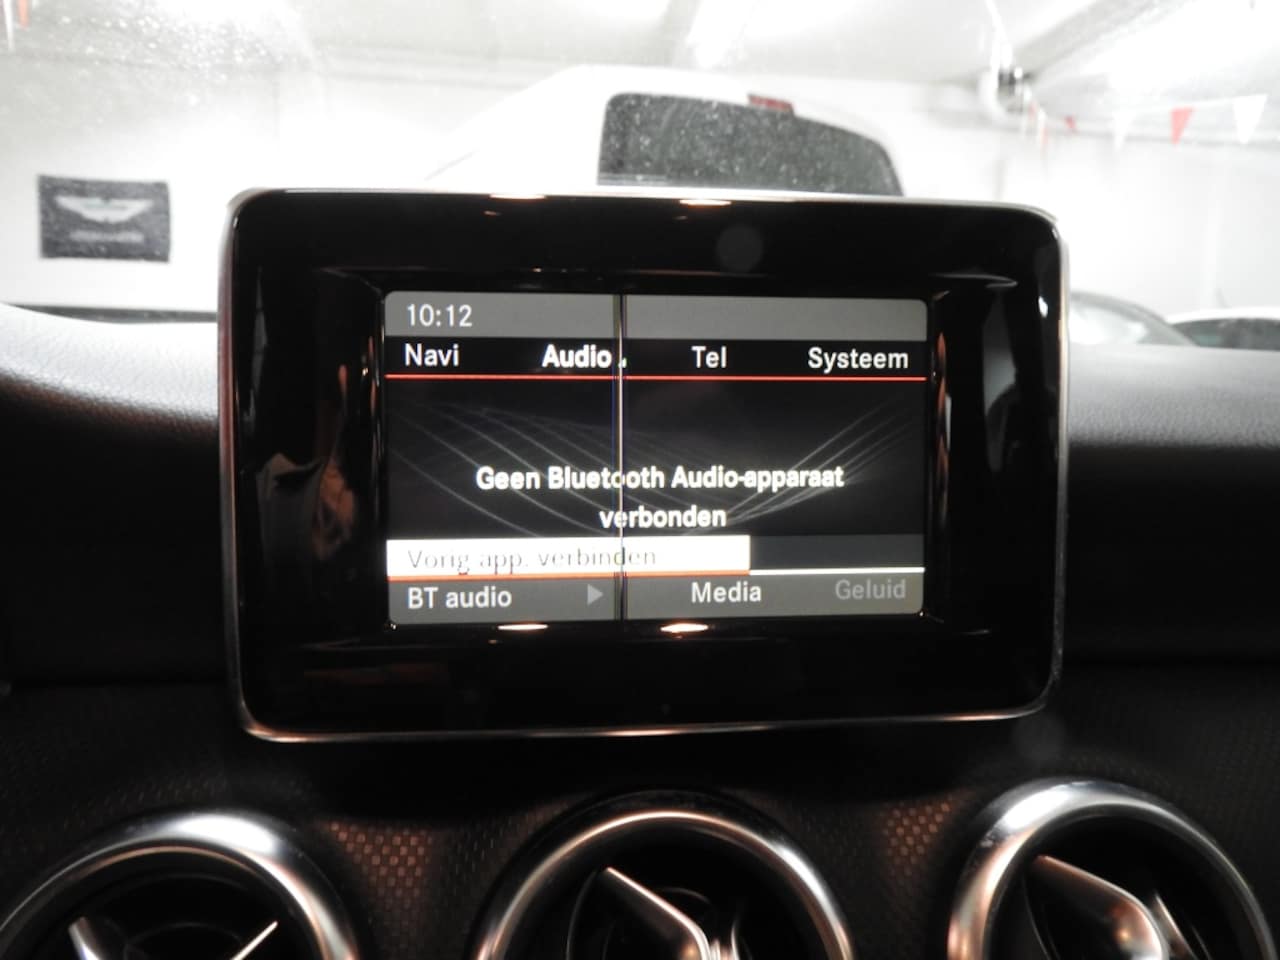 10:12
Navi Audio Tel Systeem
Geen Bluetooth Audio-apparaat
verbonden
Vorig app. verbinden
BT audio Media Geluid